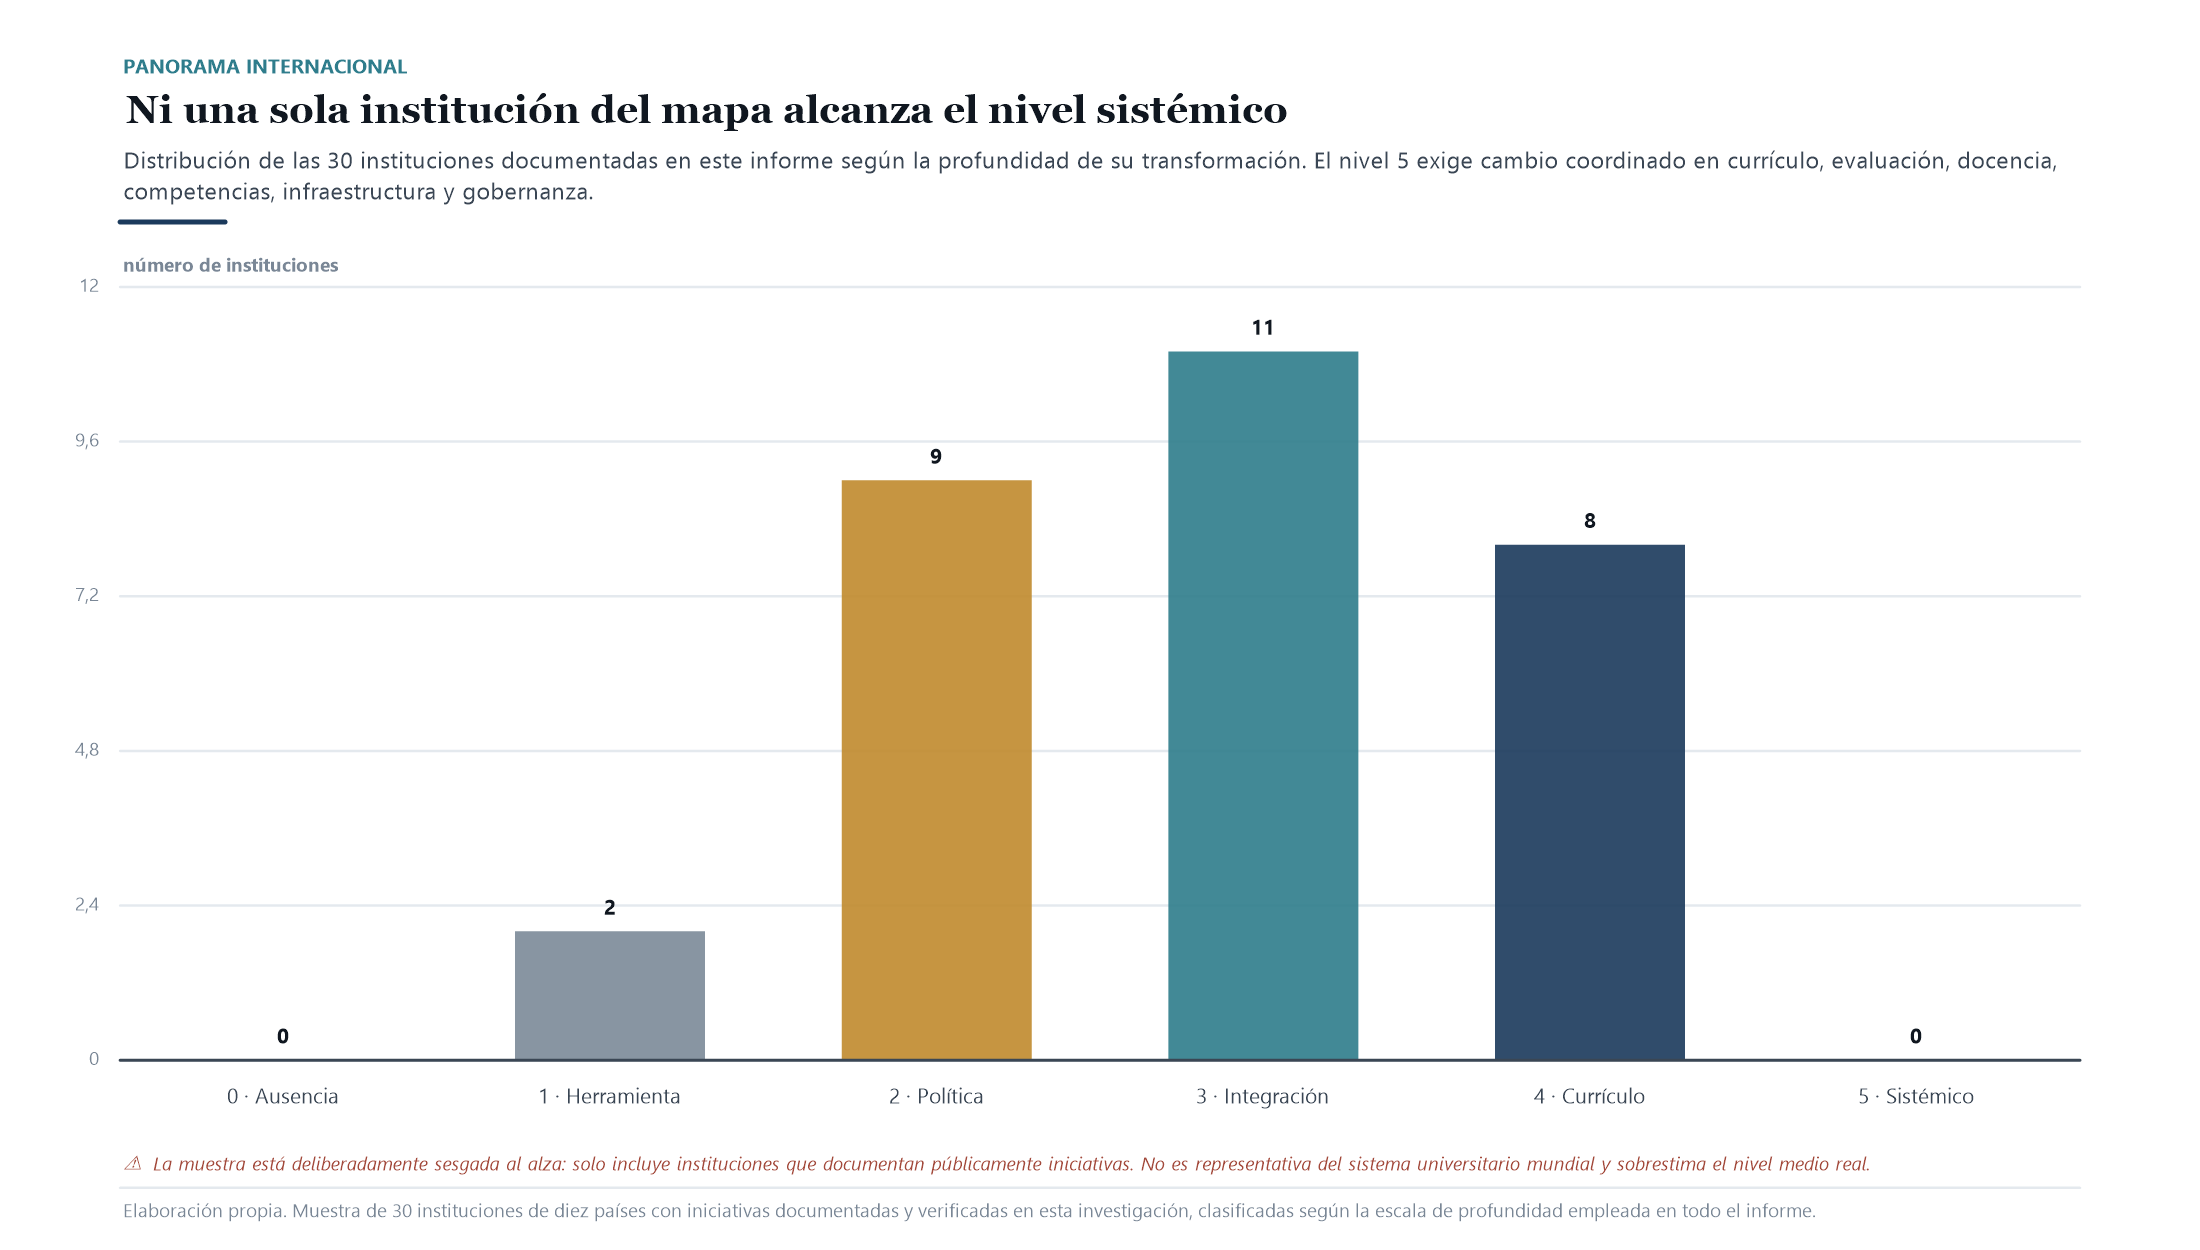 PANORAMA INTERNACIONAL
Ni una sola institución del mapa alcanza el nivel sistémico
Distribución de las 30 instituciones documentadas en este informe según la profundidad de su transformación. El nivel 5 exige cambio coordinado en currículo, evaluación, docencia,
competencias, infraestructura y gobernanza.
número de instituciones
12
11
9,6
9
8
7,2
4,8
2,4
2
0
0
0
0 · Ausencia
1 · Herramienta
2 · Política
3 · Integración
4 · Currículo
5 · Sistémico
⚠ La muestra está deliberadamente sesgada al alza: solo incluye instituciones que documentan públicamente iniciativas. No es representativa del sistema universitario mundial y sobrestima el nivel medio real.
Elaboración propia. Muestra de 30 instituciones de diez países con iniciativas documentadas y verificadas en esta investigación, clasificadas según la escala de profundidad empleada en todo el informe.